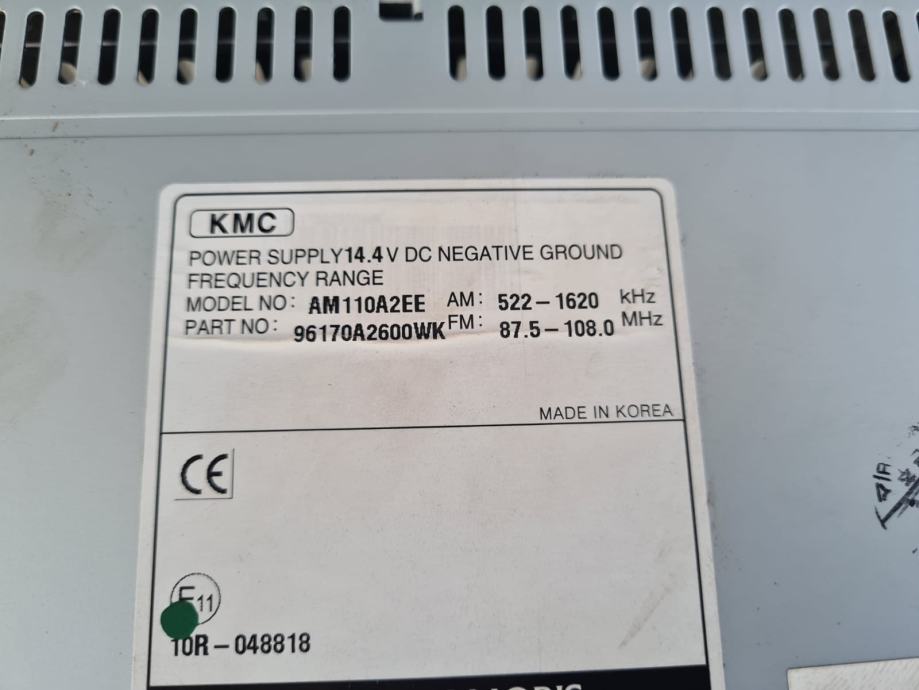 KMC
POWER SUPPLY 14.4 V DC NEGATIVE GROUND
FREQUENCY RANGE
MODEL NO: AM110A2EE AM: 522-1620 kHz
PART NO: 96170A2600WK FM: 87.5-108.0 MHz
MADE IN KOREA
CE
E11
10R-048818